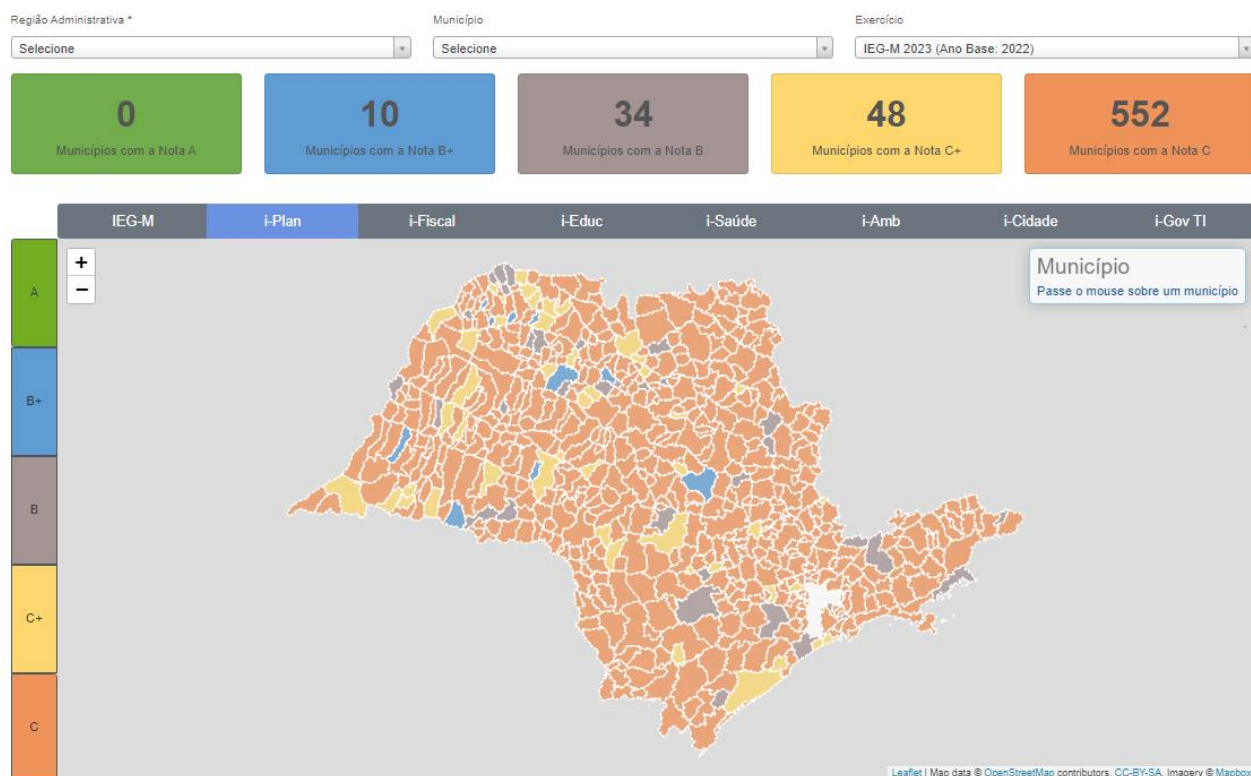 Região Administrativa *
Município
Exercício
Selecione
Selecione
IEG-M 2023 (Ano Base: 2022)
0
Municípios com a Nota A
10
Municípios com a Nota B+
34
Municípios com a Nota B
48
Municípios com a Nota C+
552
Municípios com a Nota C
IEG-M
i-Plan
i-Fiscal
i-Educ
i-Saúde
i-Amb
i-Cidade
i-Gov TI
A
B+
B
C+
C
+
−
Município
Passe o mouse sobre um município
Leaflet | Map data © OpenStreetMap contributors, CC-BY-SA, Imagery © Mapbox